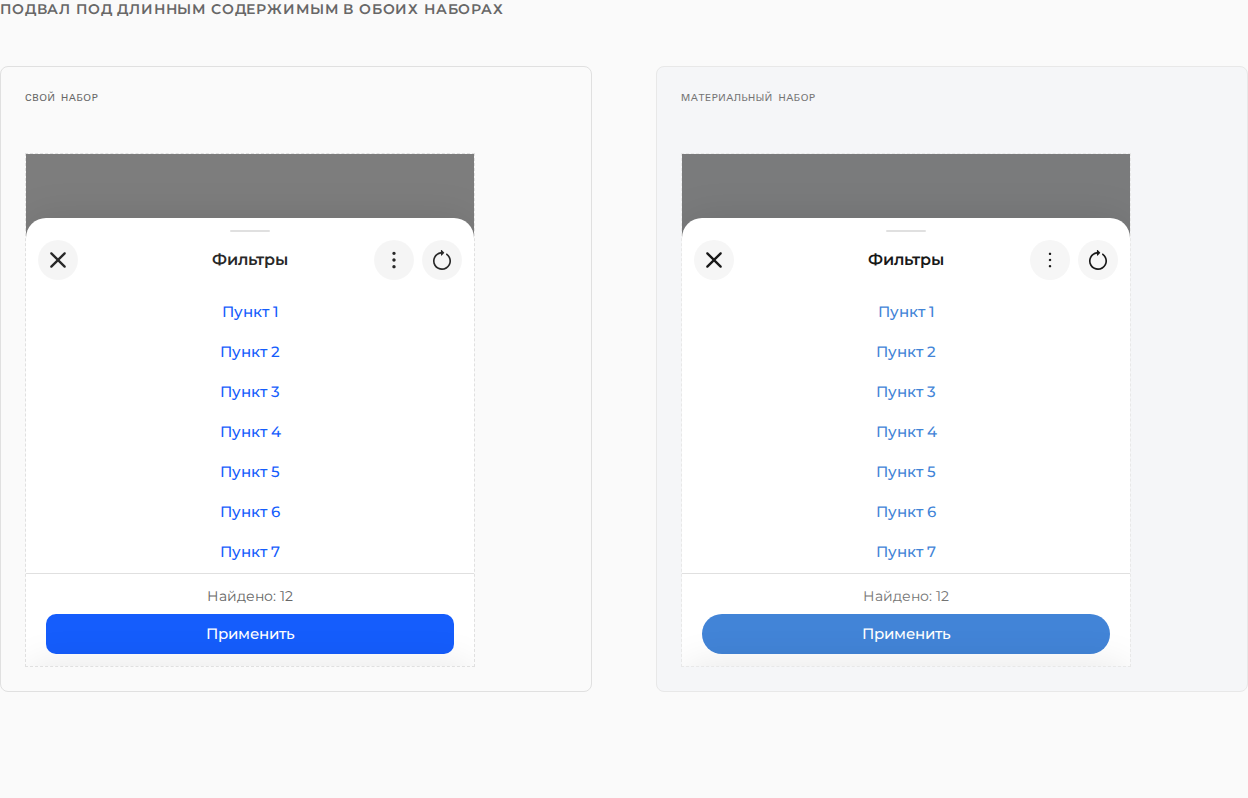 ПОДВАЛ ПОД ДЛИННЫМ СОДЕРЖИМЫМ В ОБОИХ НАБОРАХ
СВОЙ НАБОР
Фильтры
Пункт 1
Пункт 2
Пункт 3
Пункт 4
Пункт 5
Пункт 6
Пункт 7
Найдено: 12
Применить
МАТЕРИАЛЬНЫЙ НАБОР
Фильтры
Пункт 1
Пункт 2
Пункт 3
Пункт 4
Пункт 5
Пункт 6
Пункт 7
Найдено: 12
Применить